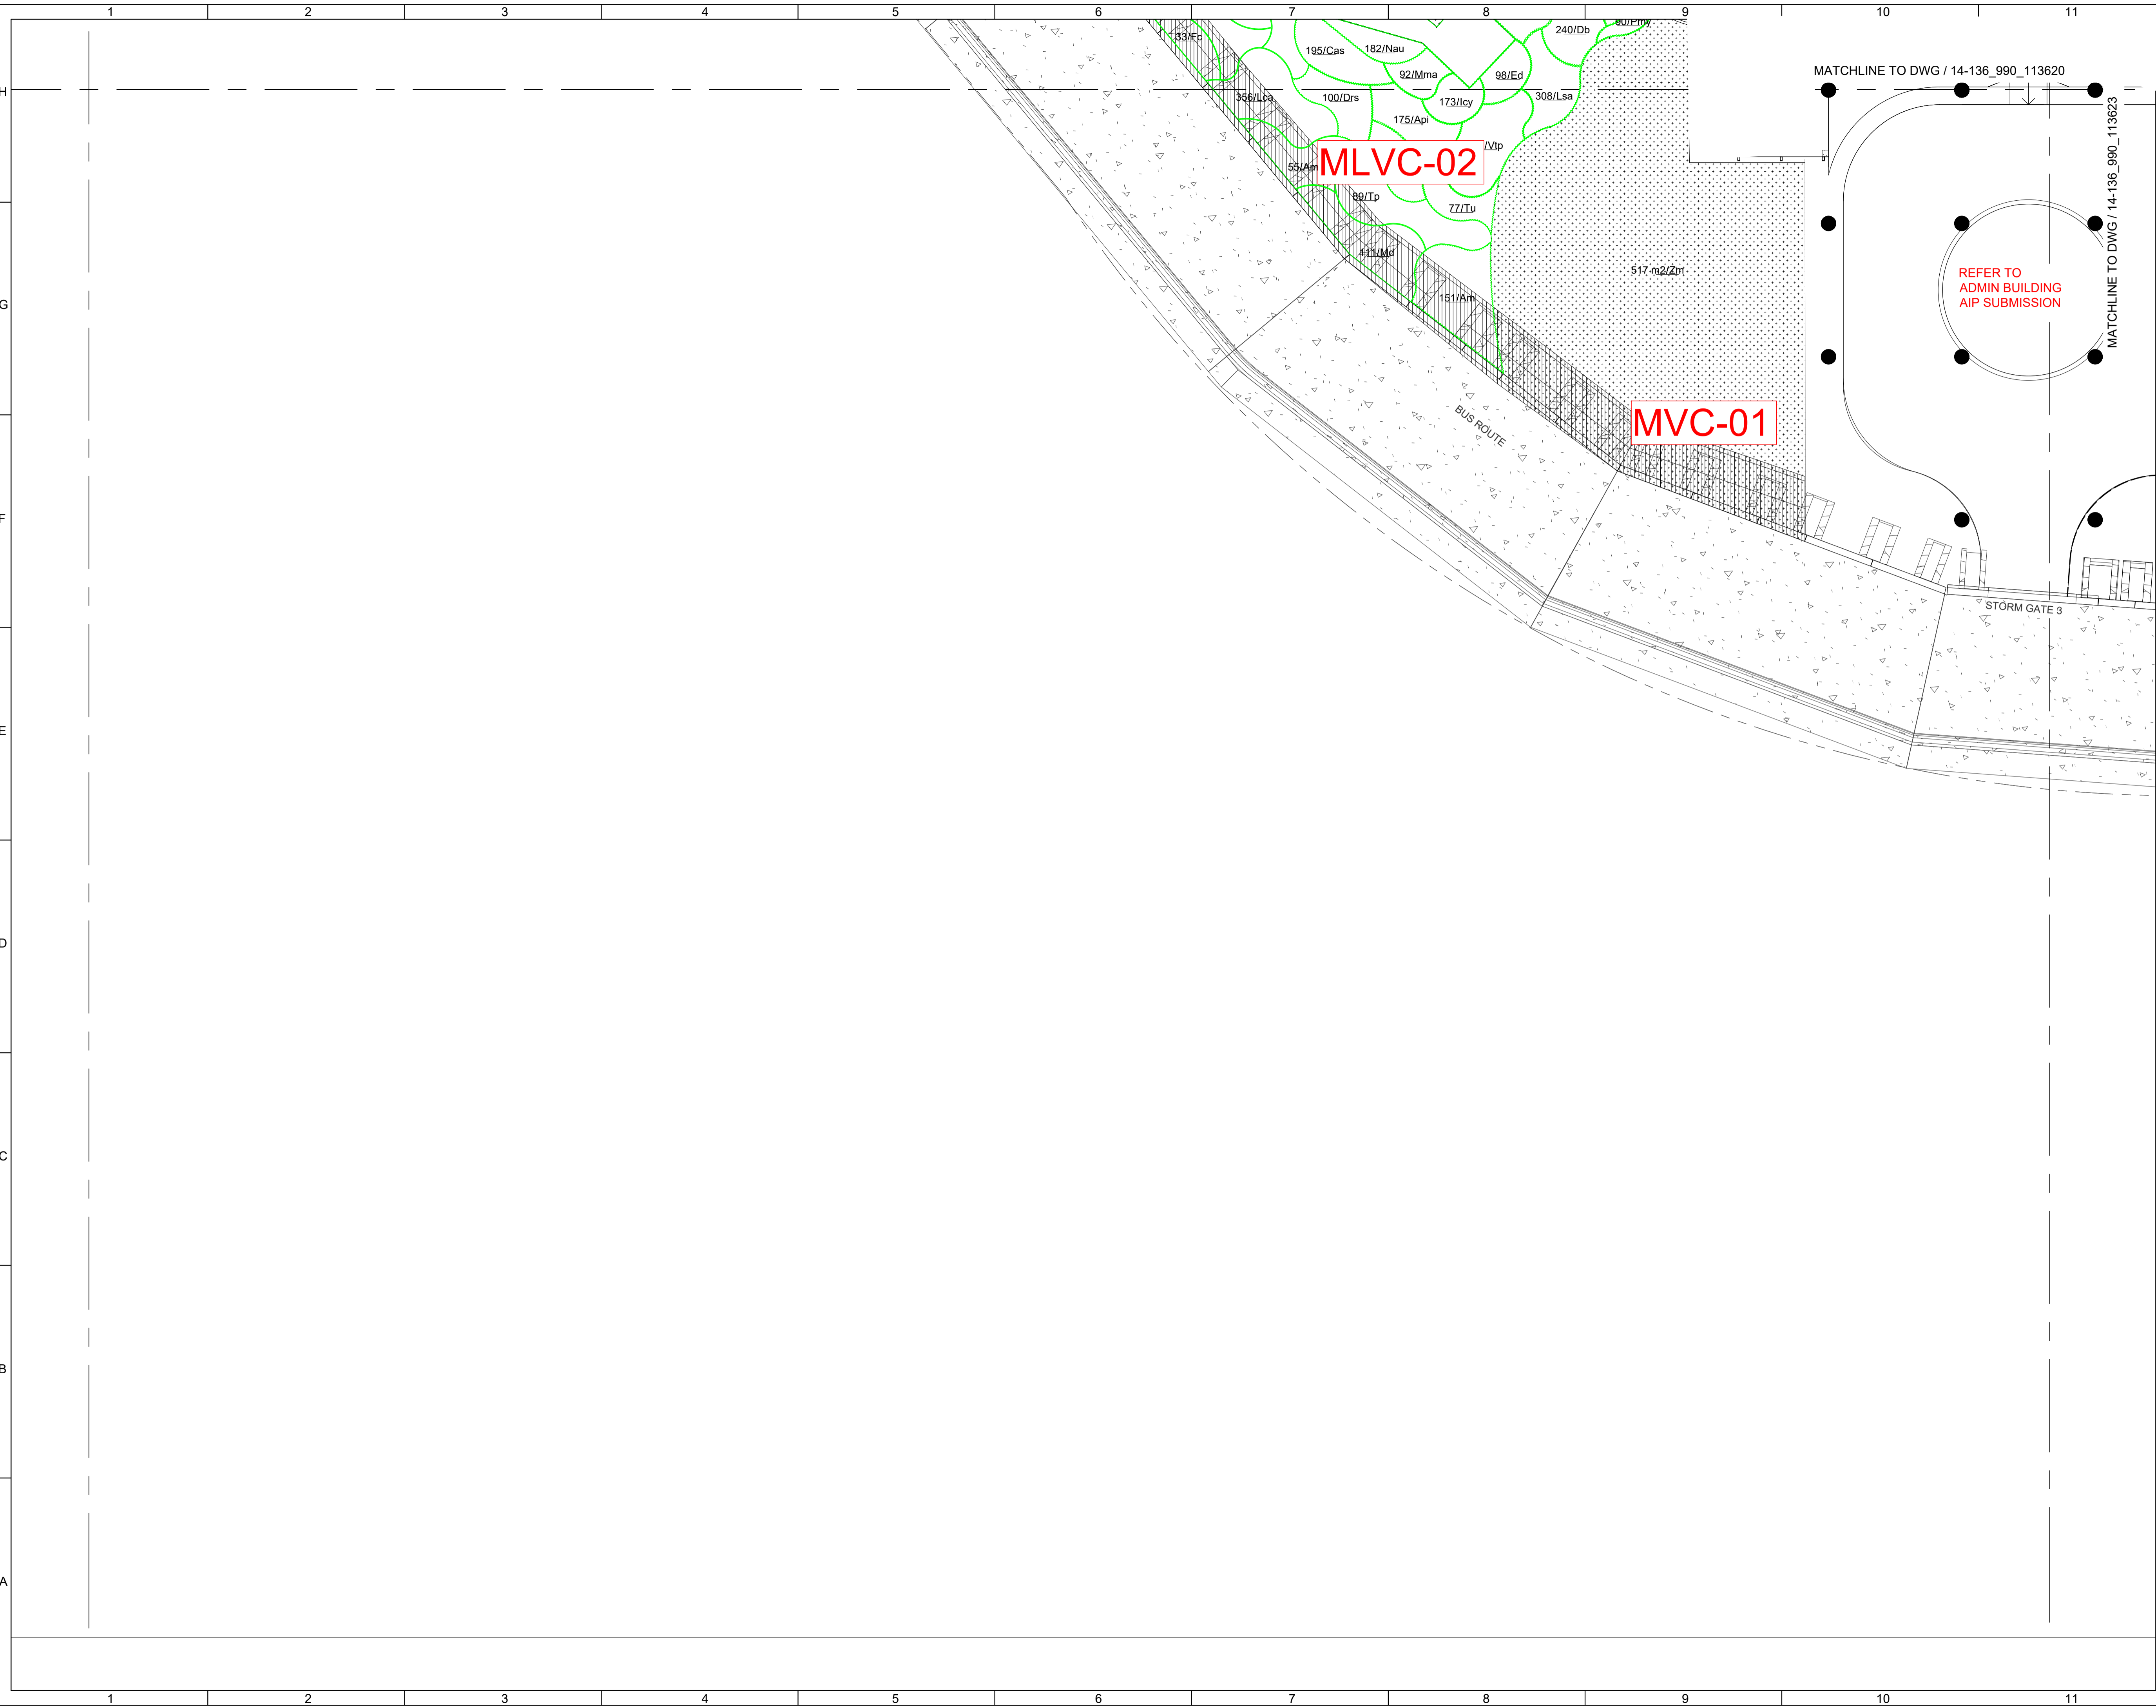 1 2 3 4 5 6 7 8 9 10 11
33/Fc
195/Cas
182/Nau
240/Db
90/Pmy
92/Mma
98/Ed
MATCHLINE TO DWG / 14-136_990_113620
H
356/Lca
100/Drs
173/Icy
308/Lsa
175/Api
/Vtp
MATCHLINE TO DWG / 14-136_990_113623
55/Am
MLVC-02
89/Tp
77/Tu
111/Md
517 m2/Zm
REFER TO
ADMIN BUILDING
AIP SUBMISSION
G
151/Am
BUS ROUTE
MVC-01
F
STORM GATE 3
E
D
C
B
A
1 2 3 4 5 6 7 8 9 10 11